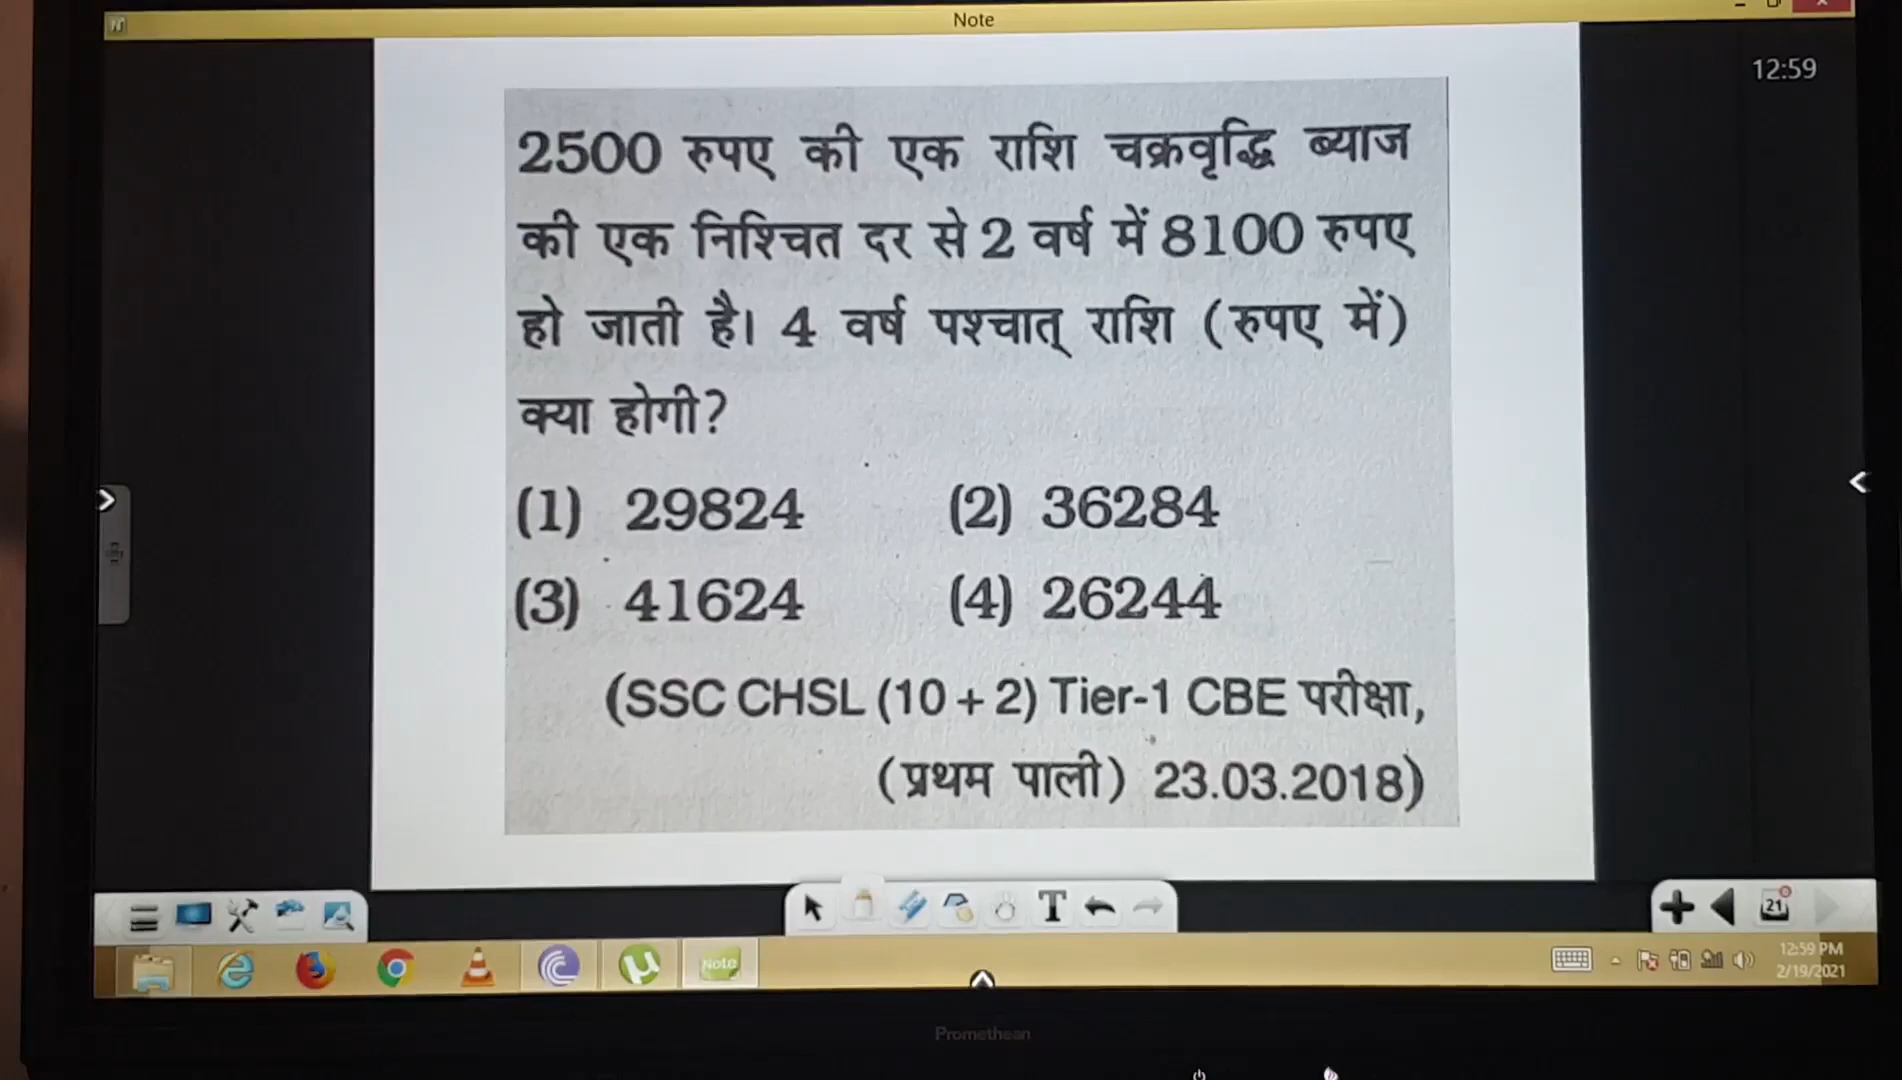 Note
12:59
2500 रुपए की एक राशि चक्रवृद्धि ब्याज
की एक निश्चित दर से 2 वर्ष में 8100 रुपए
हो जाती है। 4 वर्ष पश्चात् राशि (रुपए में)
क्या होगी?
(1) 29824 (2) 36284
(3) 41624 (4) 26244
(SSC CHSL (10 + 2) Tier-1 CBE परीक्षा,
(प्रथम पाली) 23.03.2018)
T
21
Note
12:59 PM
2/19/2021
Promethean